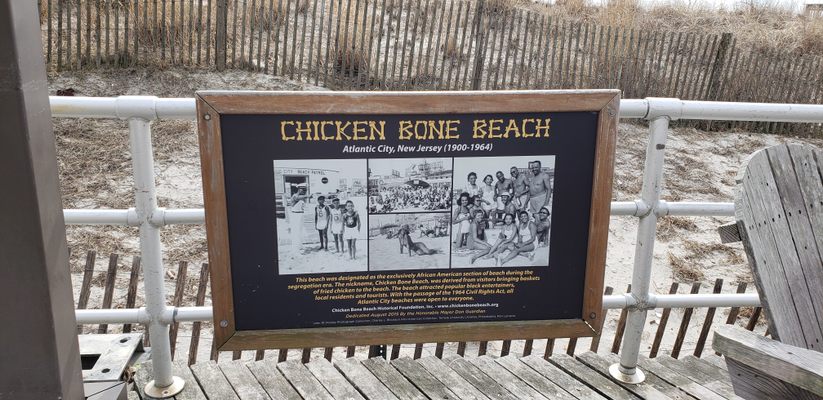 CHICKEN BONE BEACH
Atlantic City, New Jersey (1900-1964)
CITY BEACH PATROL
This beach was designated as the exclusively African American section of beach during the
segregation era. The nickname, Chicken Bone Beach, was derived from visitors bringing baskets
of fried chicken to the beach. The beach attracted popular black entertainers,
local residents and tourists. With the passage of the 1964 Civil Rights Act, all
Atlantic City beaches were open to everyone.
Chicken Bone Beach Historical Foundation, Inc. - www.chickenbonebeach.org
Dedicated August 2015 By the Honorable Mayor Don Guardian